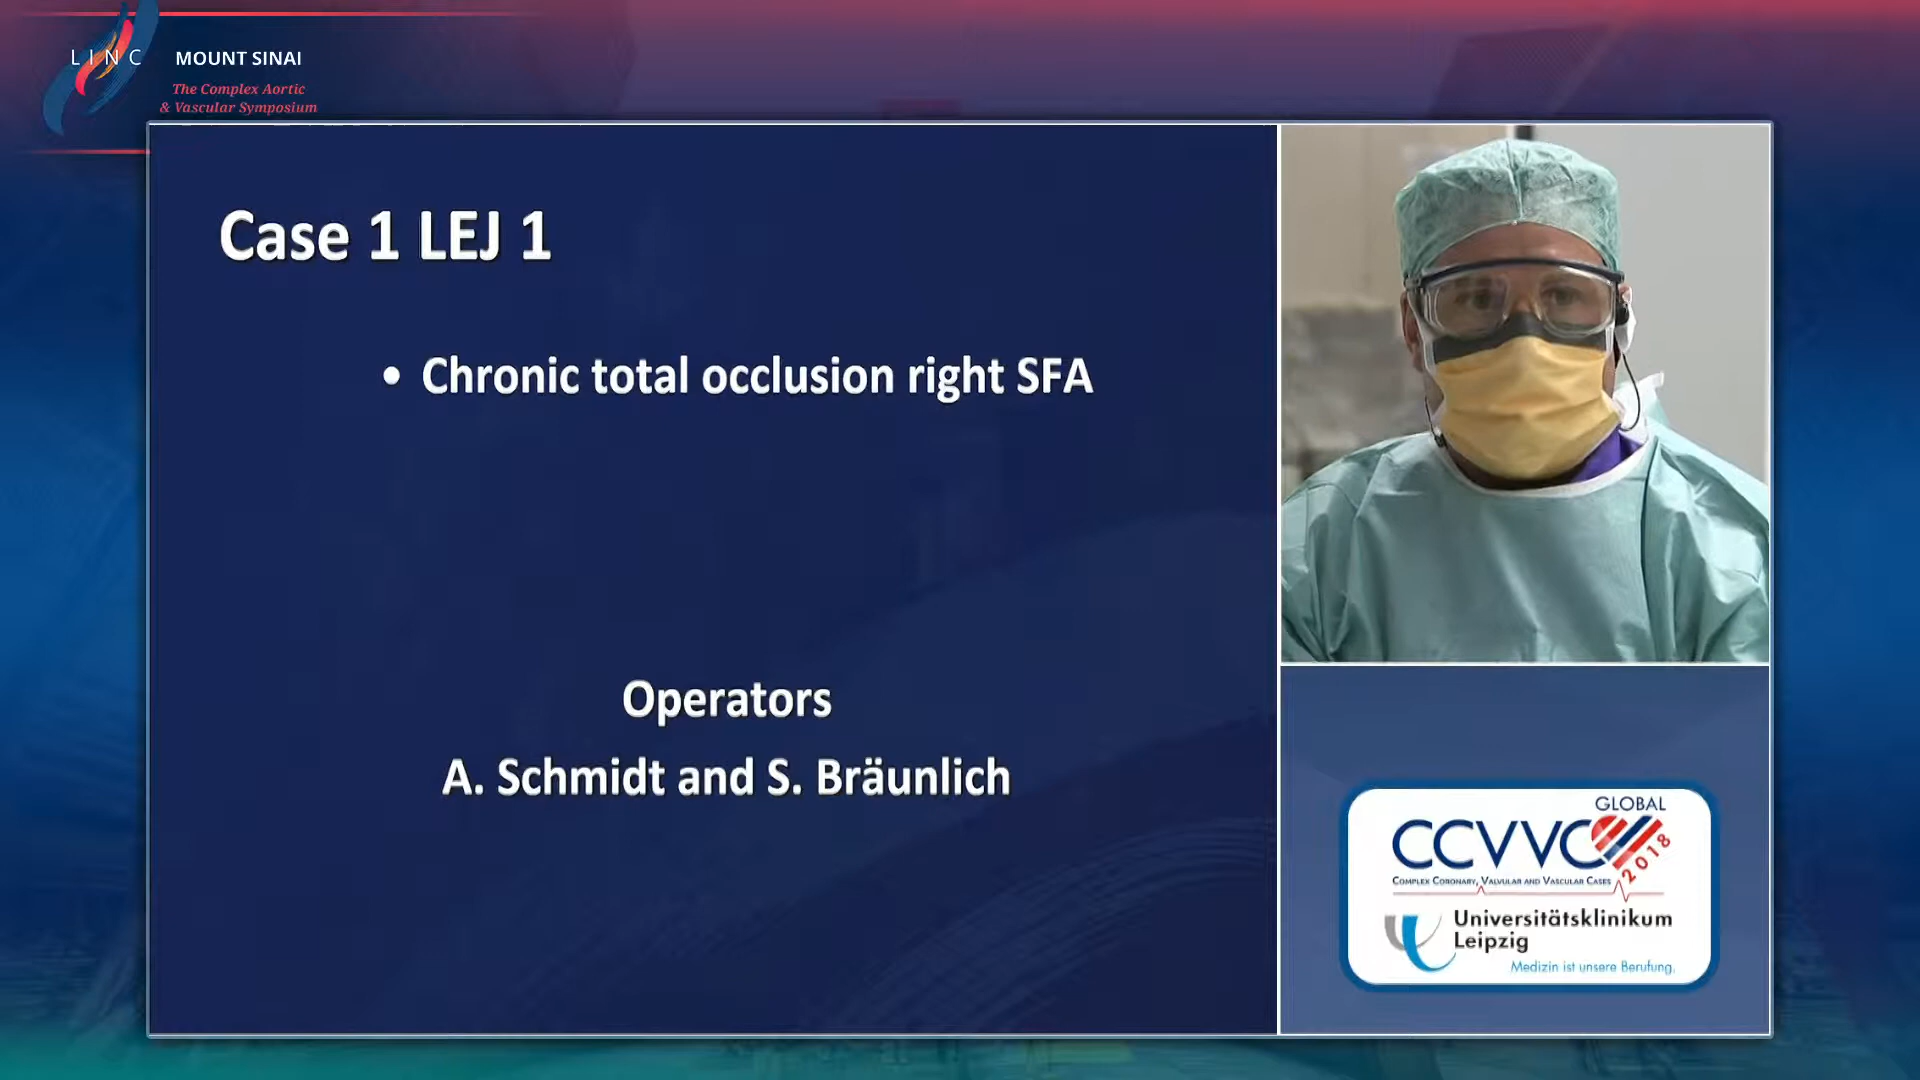 LINC
MOUNT SINAI
The Complex Aortic
& Vascular Symposium
Case 1 LEJ 1
• Chronic total occlusion right SFA
Operators
A. Schmidt and S. Bräunlich
GLOBAL
CCVVC
2018
COMPLEX CORONARY, VALVULAR AND VASCULAR CASES
Universitätsklinikum
Leipzig
Medizin ist unsere Berufung.